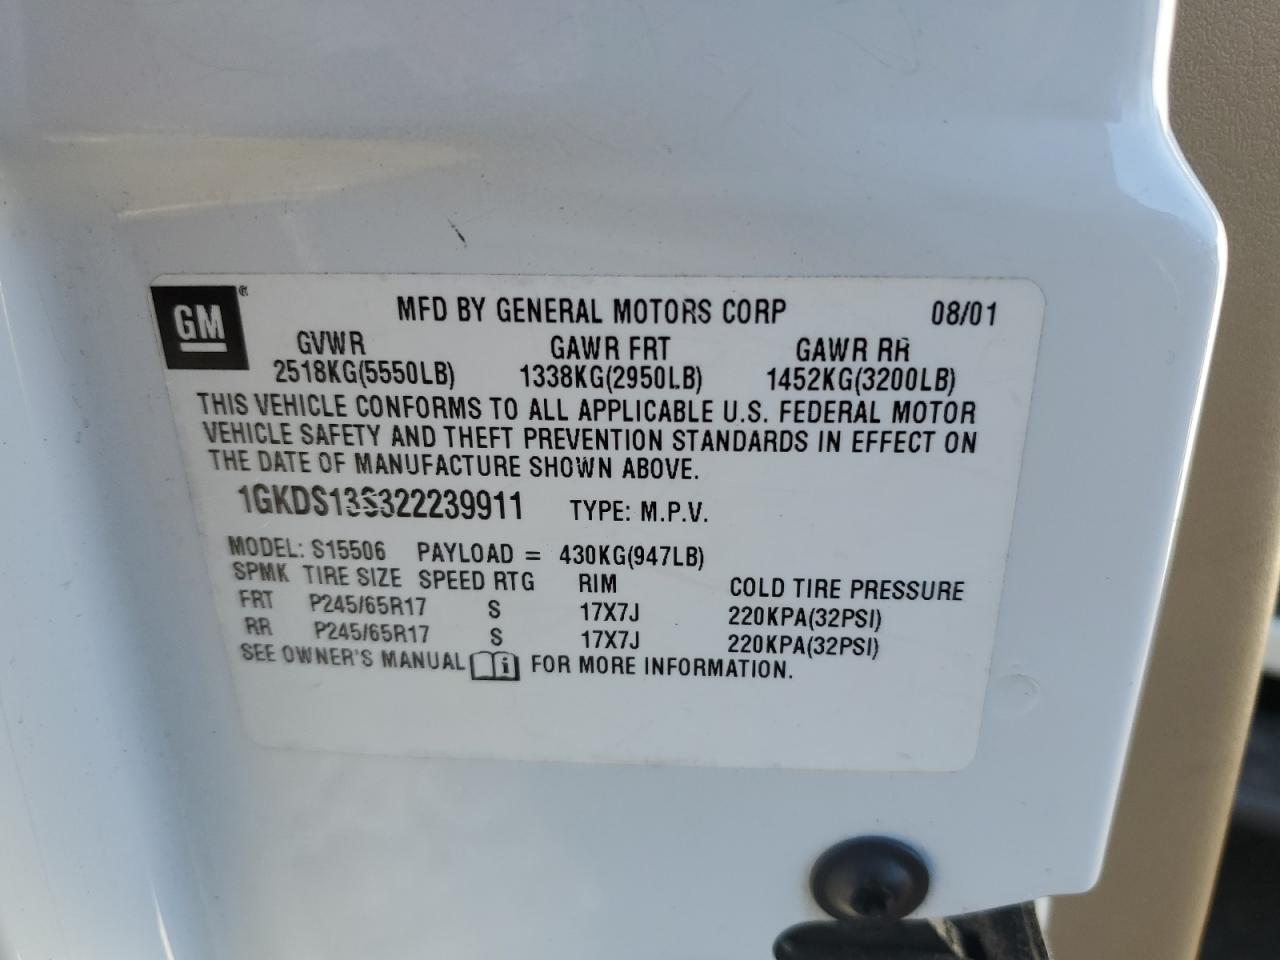 GM®
MFD BY GENERAL MOTORS CORP 08/01
GVWR GAWR FRT GAWR RR
2518KG(5550LB) 1338KG(2950LB) 1452KG(3200LB)
THIS VEHICLE CONFORMS TO ALL APPLICABLE U.S. FEDERAL MOTOR
VEHICLE SAFETY AND THEFT PREVENTION STANDARDS IN EFFECT ON
THE DATE OF MANUFACTURE SHOWN ABOVE.
1GKDS13S322239911 TYPE: M.P.V.
MODEL: S15506 PAYLOAD = 430KG(947LB)
SPMK TIRE SIZE SPEED RTG RIM COLD TIRE PRESSURE
FRT P245/65R17 S 17X7J 220KPA(32PSI)
RR P245/65R17 S 17X7J 220KPA(32PSI)
SEE OWNER'S MANUAL i FOR MORE INFORMATION.